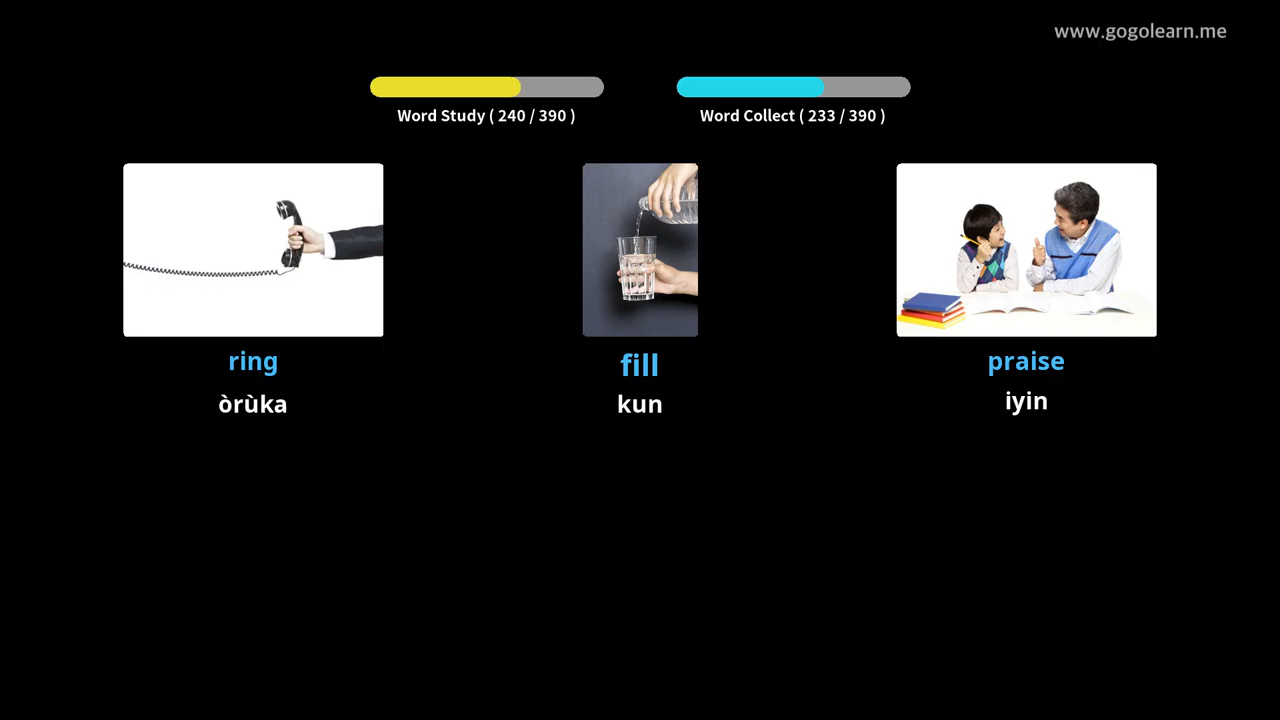 www.gogolearn.me
Word Study ( 240 / 390 )
Word Collect ( 233 / 390 )
ring
fill
praise
òrùka
kun
iyin